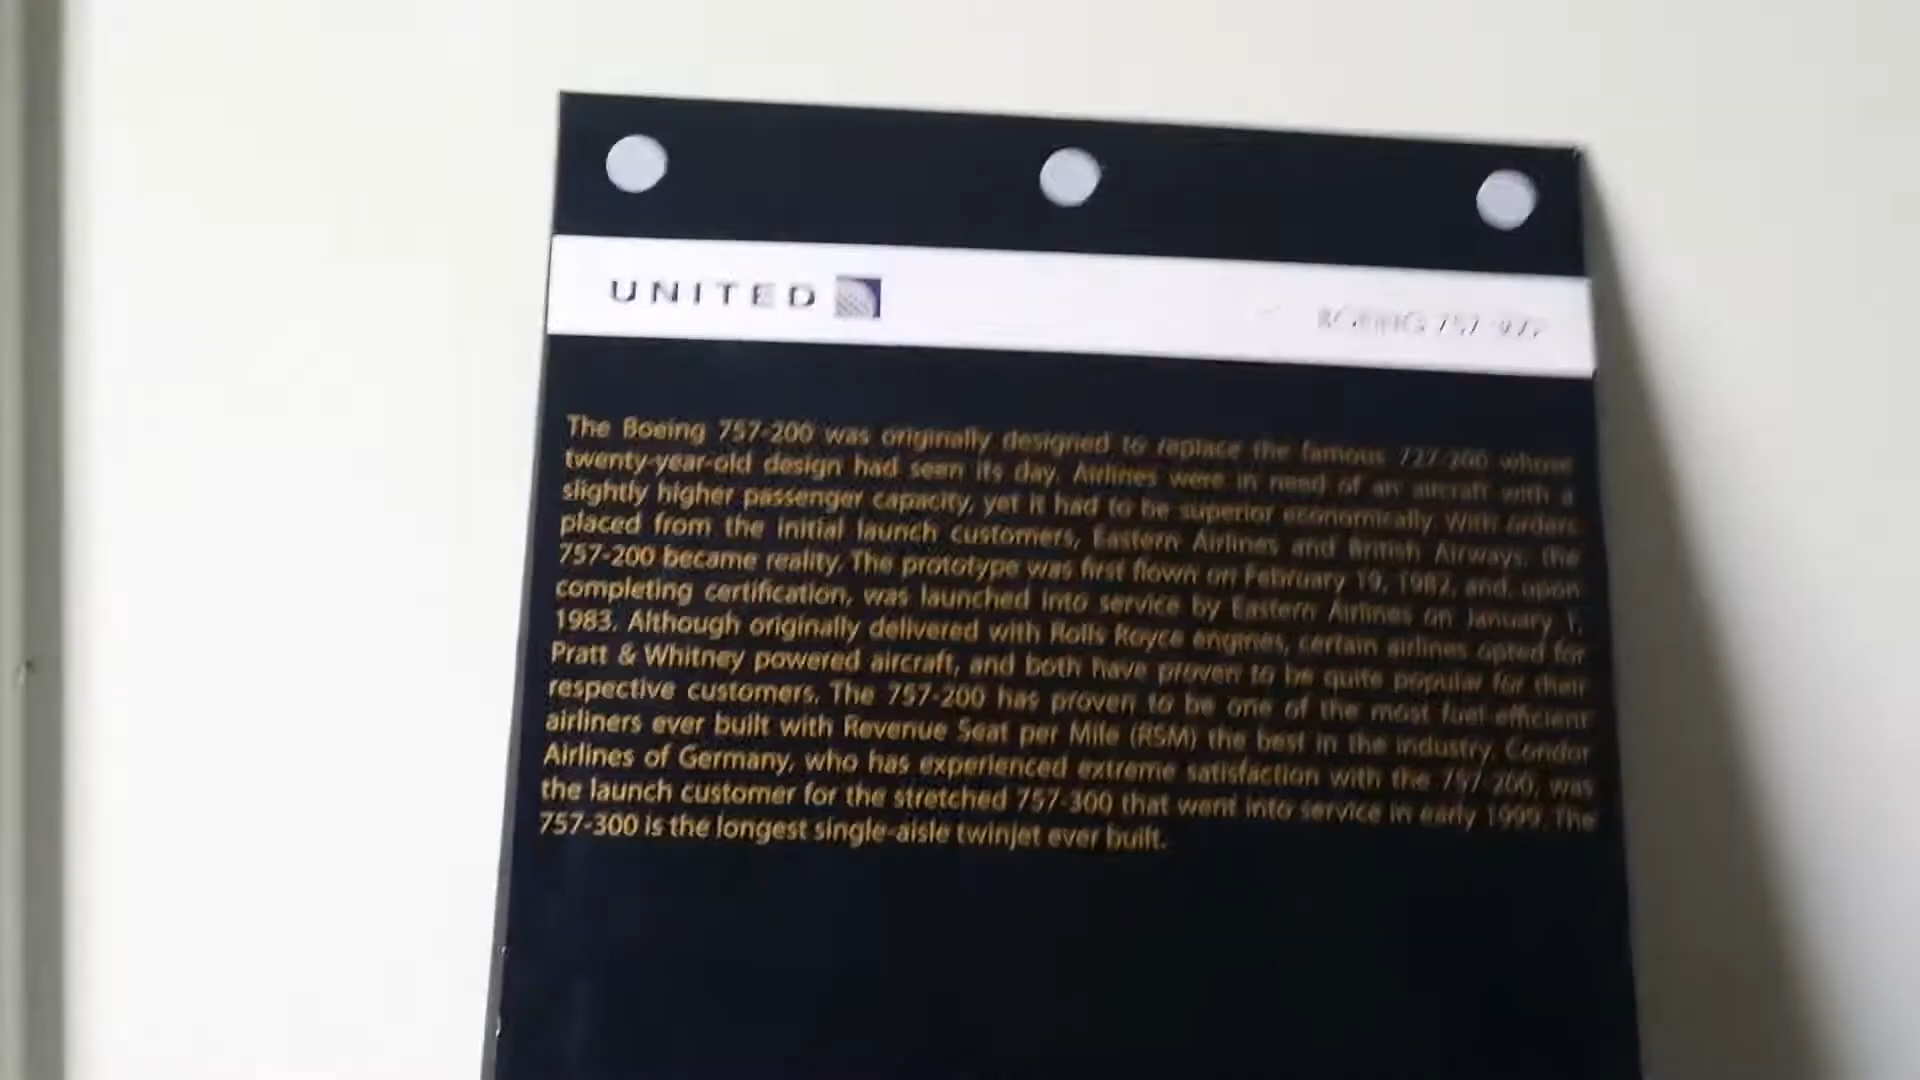 UNITED
BOEING 757
The Boeing 757-200 was originally designed to replace the famous 727-200 whose
twenty-year-old design had seen its day. Airlines were in need of an aircraft with a
slightly higher passenger capacity, yet it had to be superior economically. With orders
placed from the initial launch customers, Eastern Airlines and British Airways, the
757-200 became reality. The prototype was first flown on February 19, 1982, and, upon
completing certification, was launched into service by Eastern Airlines on January 1,
1983. Although originally delivered with Rolls Royce engines, certain airlines opted for
Pratt & Whitney powered aircraft, and both have proven to be quite popular for their
respective customers. The 757-200 has proven to be one of the most fuel-efficient
airliners ever built with Revenue Seat per Mile (RSM) the best in the industry. Condor
Airlines of Germany, who has experienced extreme satisfaction with the 757-200, was
the launch customer for the stretched 757-300 that went into service in early 1999. The
757-300 is the longest single-aisle twinjet ever built.